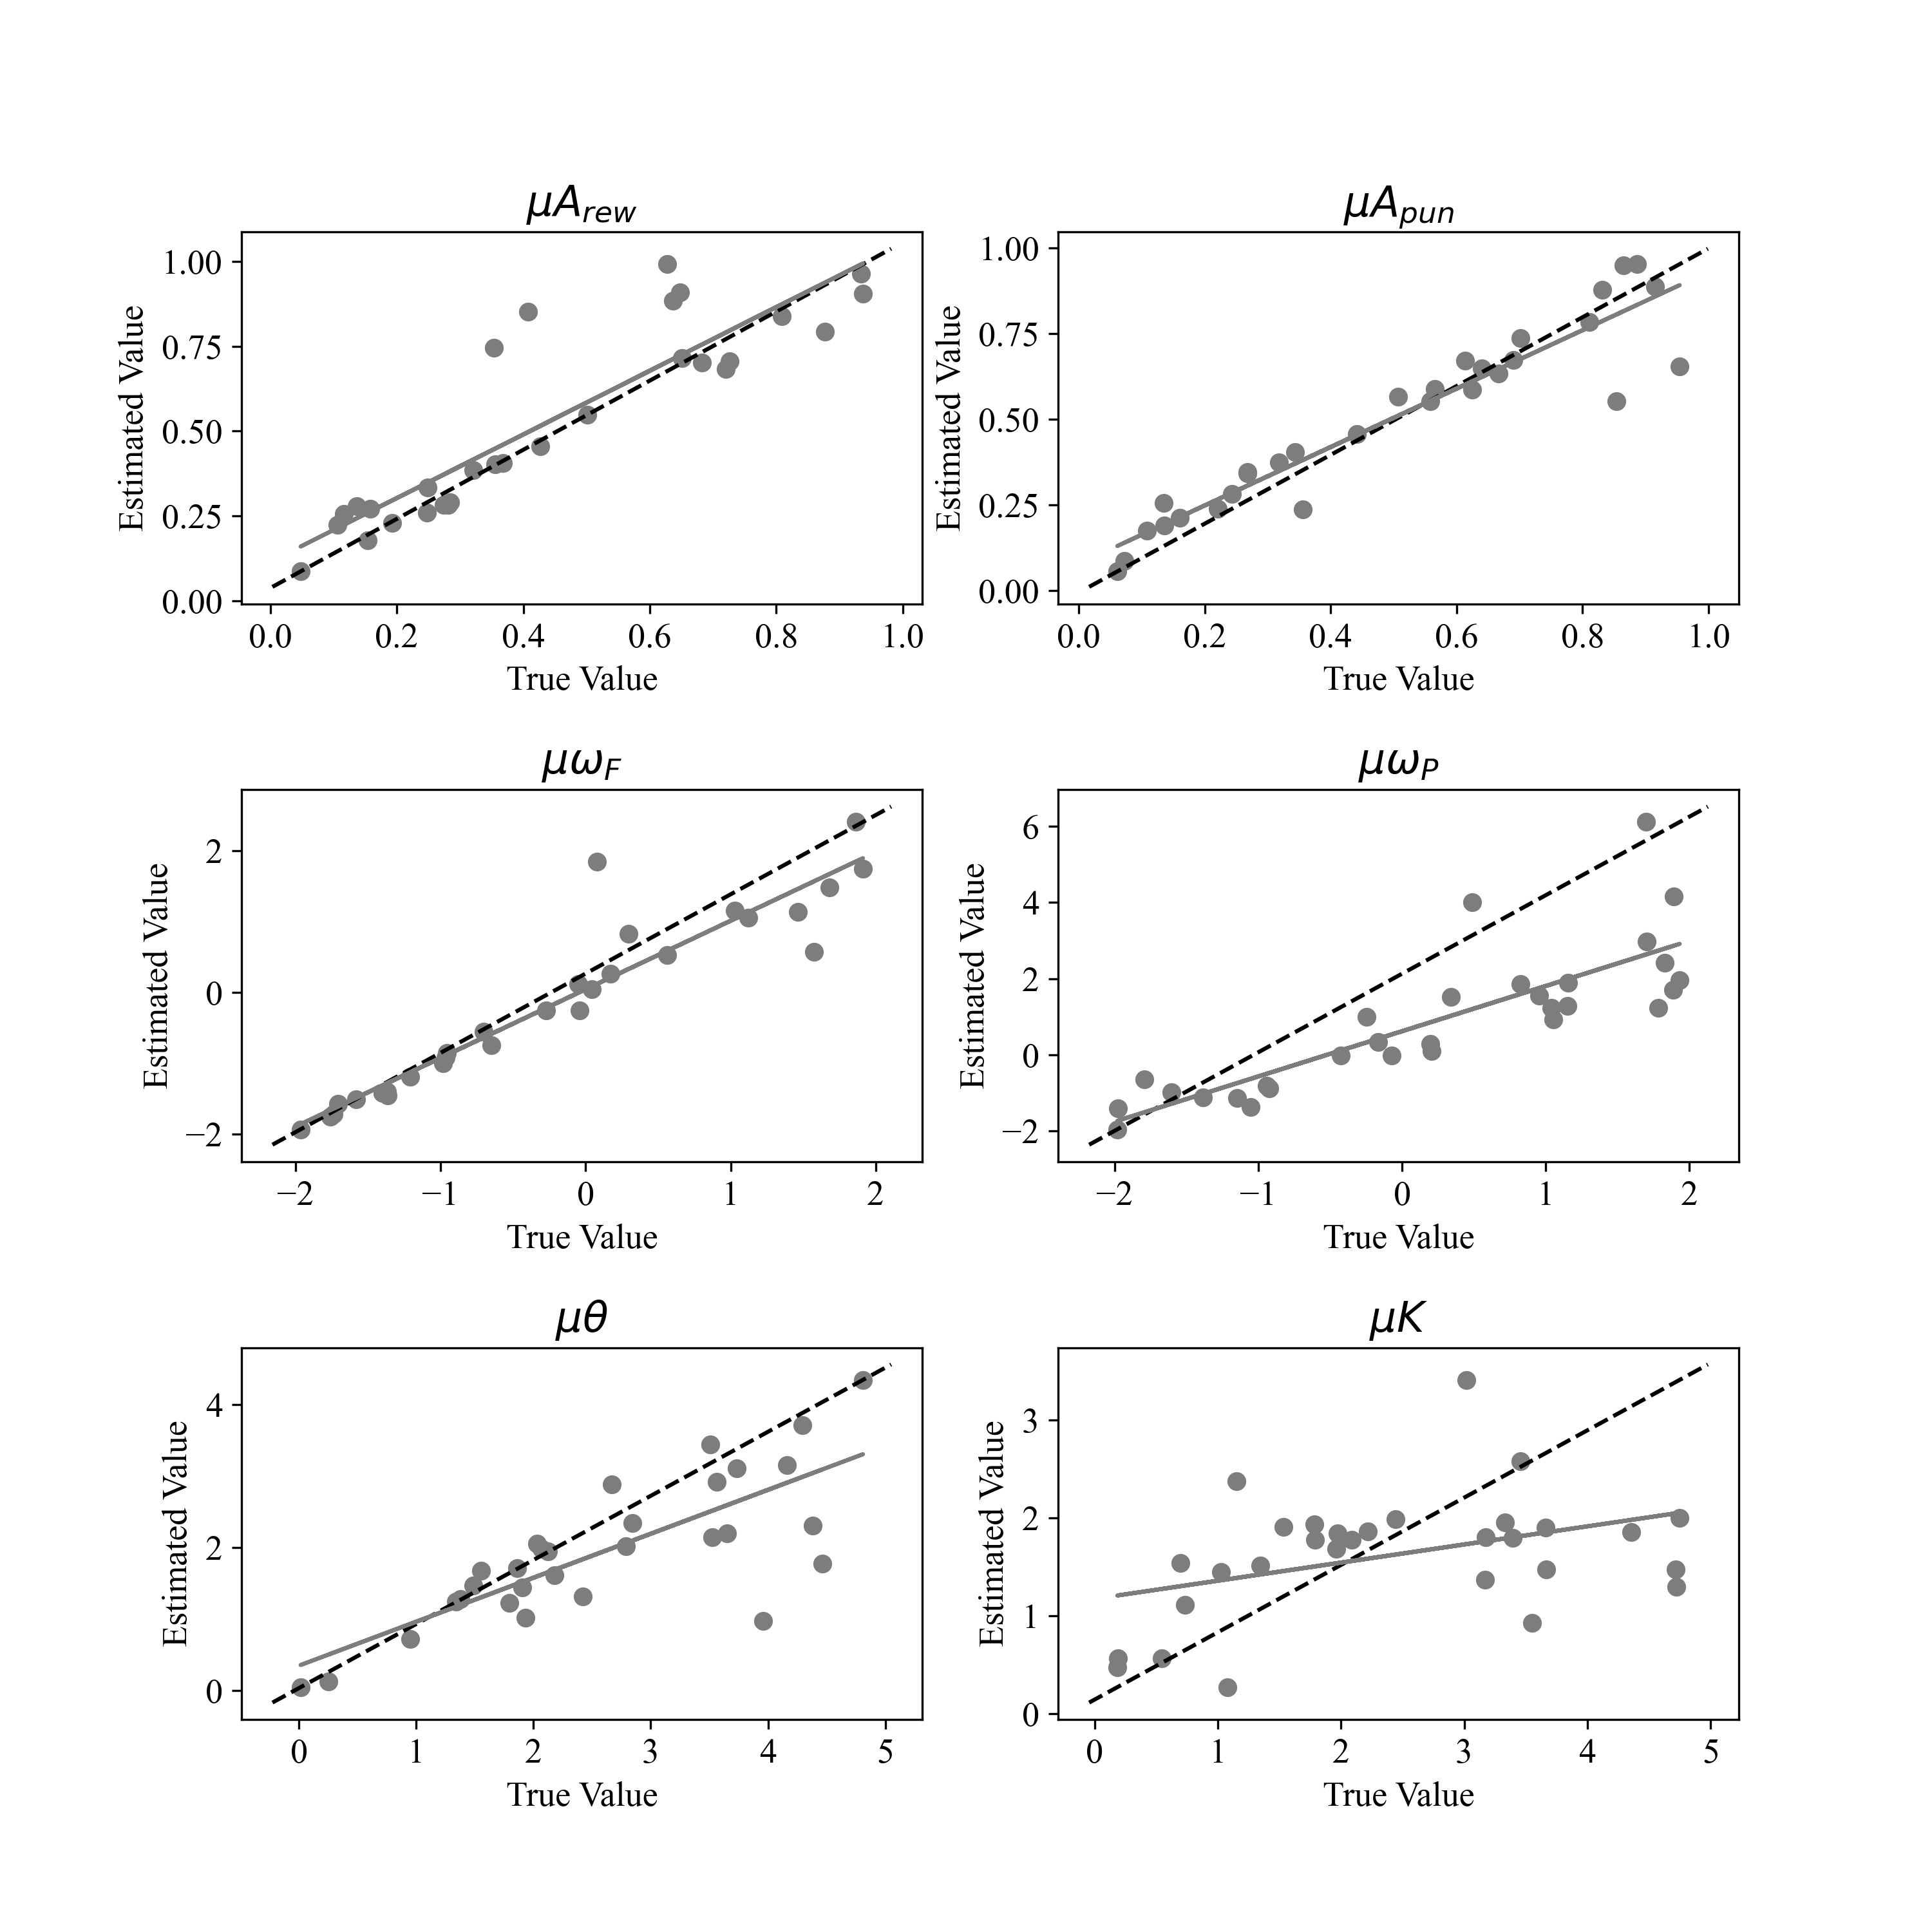 μA_rew
Estimated Value
1.00
0.75
0.50
0.25
0.00
0.0 0.2 0.4 0.6 0.8 1.0
True Value
μA_pun
Estimated Value
1.00
0.75
0.50
0.25
0.00
0.0 0.2 0.4 0.6 0.8 1.0
True Value
μω_F
Estimated Value
2
0
−2
−2 −1 0 1 2
True Value
μω_P
Estimated Value
6
4
2
0
−2
−2 −1 0 1 2
True Value
μθ
Estimated Value
4
2
0
0 1 2 3 4 5
True Value
μK
Estimated Value
3
2
1
0
0 1 2 3 4 5
True Value